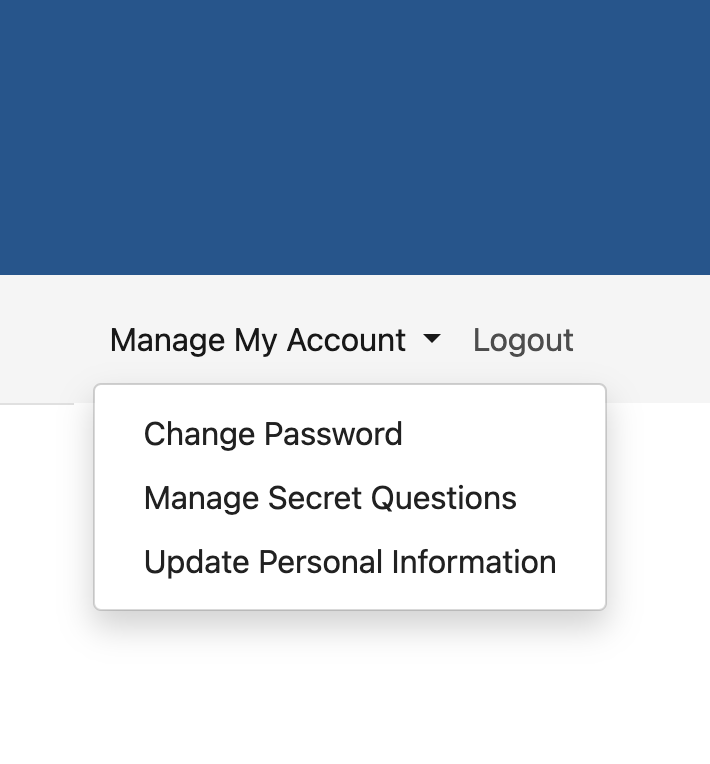 Manage My Account Logout
Change Password
Manage Secret Questions
Update Personal Information